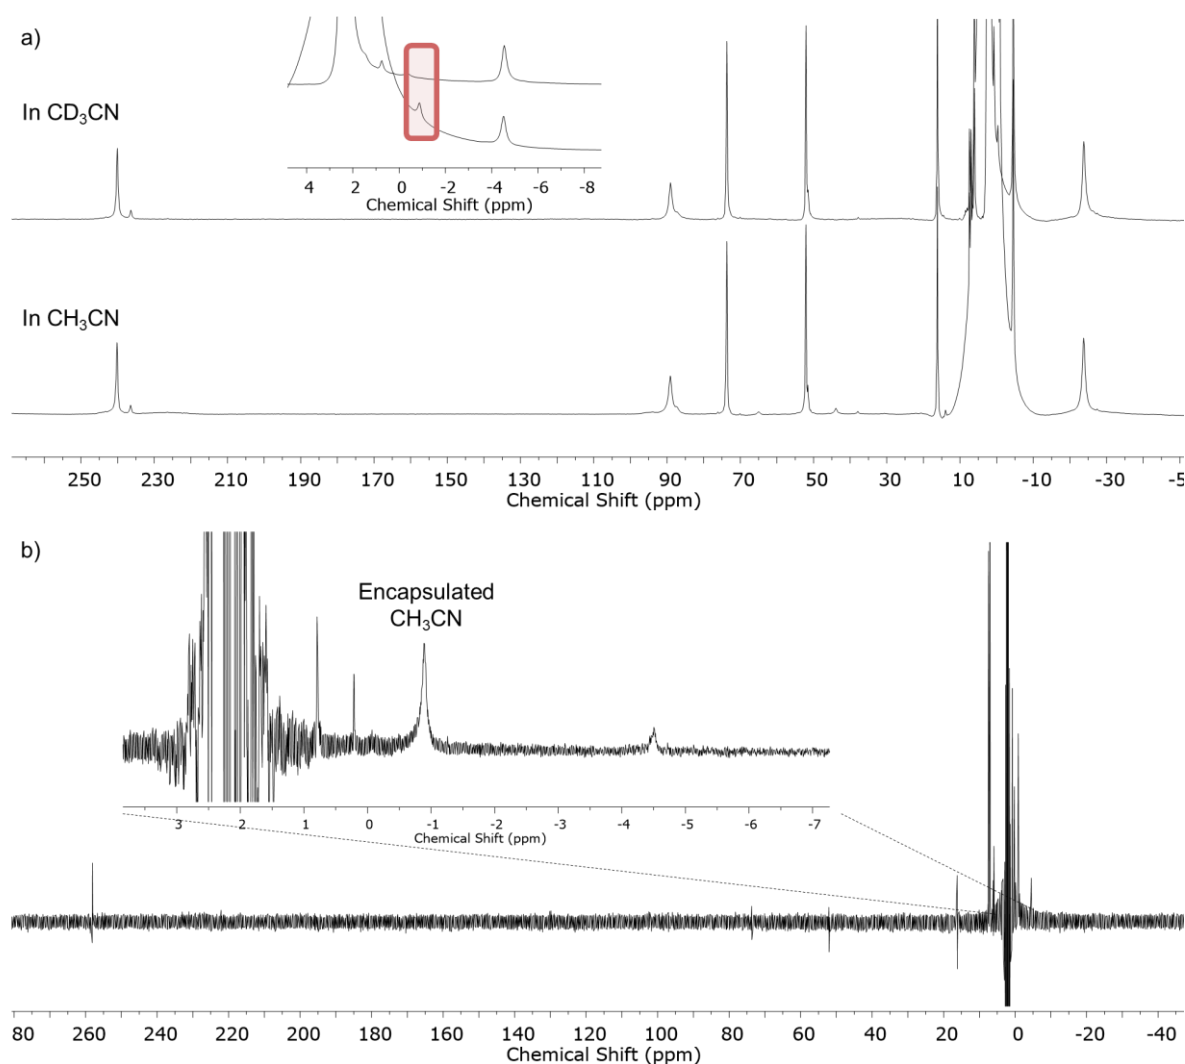 a)
In CD₃CN
4 2 0 -2 -4 -6 -8
Chemical Shift (ppm)
In CH₃CN
250 230 210 190 170 150 130 110 90 70 50 30 10 -10 -30 -5
Chemical Shift (ppm)
b)
Encapsulated
CH₃CN
3 2 1 0 -1 -2 -3 -4 -5 -6 -7
Chemical Shift (ppm)
80 260 240 220 200 180 160 140 120 100 80 60 40 20 0 -20 -40
Chemical Shift (ppm)